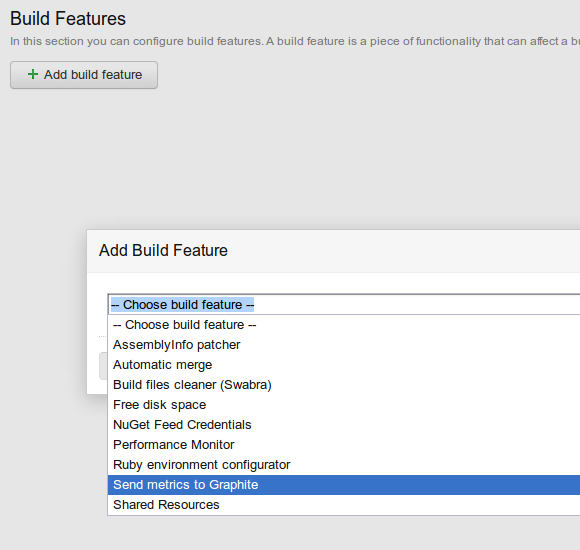 Build Features
In this section you can configure build features. A build feature is a piece of functionality that can affect a
Add build feature
Add Build Feature
-- Choose build feature --
-- Choose build feature --
AssemblyInfo patcher
Automatic merge
Build files cleaner (Swabra)
Free disk space
NuGet Feed Credentials
Performance Monitor
Ruby environment configurator
Send metrics to Graphite
Shared Resources